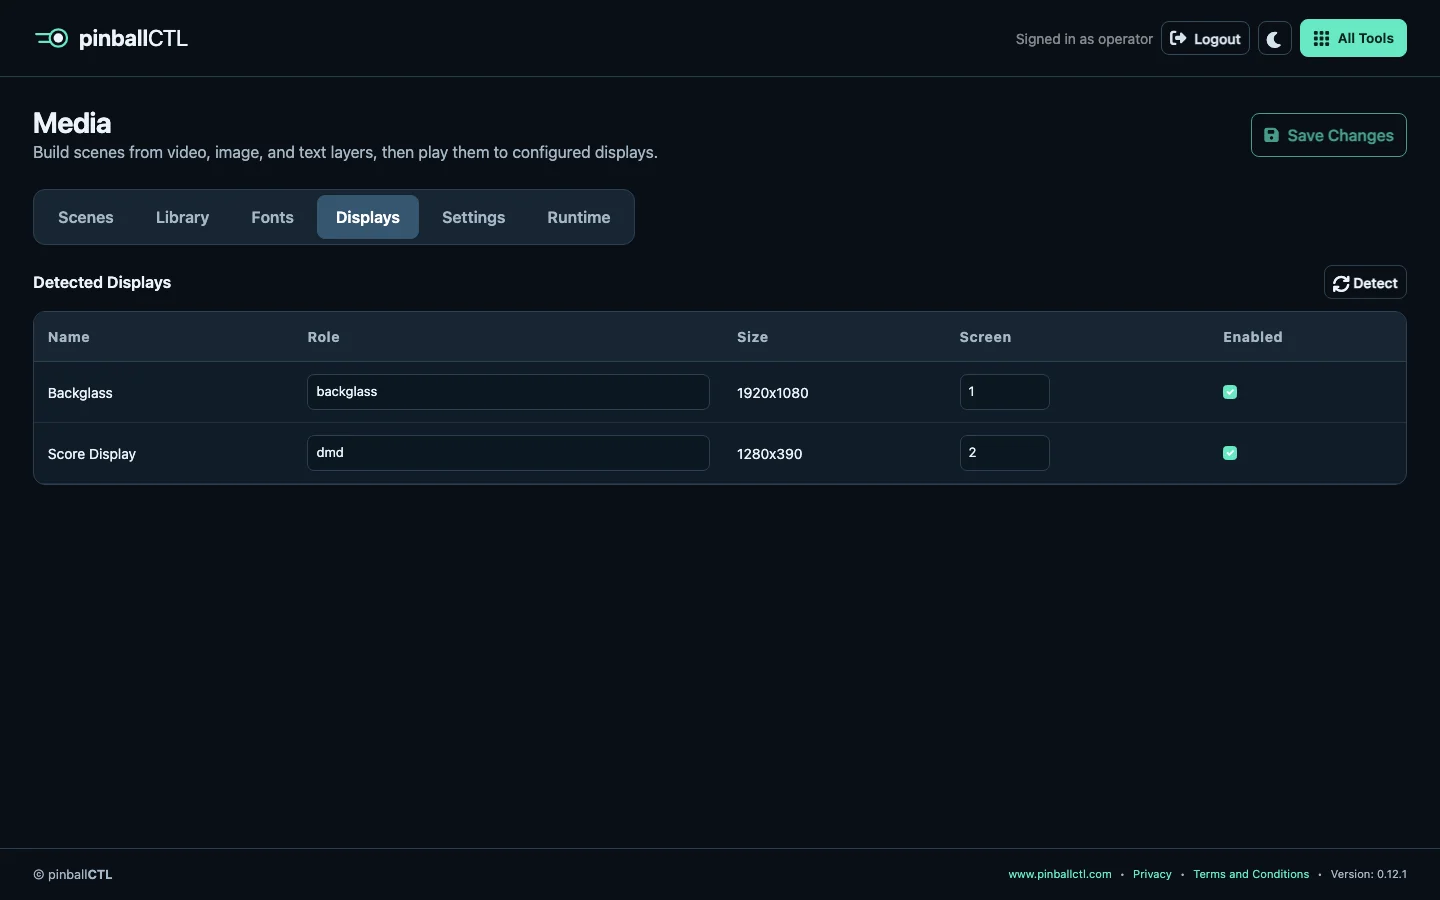 pinballCTL
Signed in as operator
Logout
All Tools
Media
Build scenes from video, image, and text layers, then play them to configured displays.
Save Changes
Scenes
Library
Fonts
Displays
Settings
Runtime
Detected Displays
Detect
Name
Role
Size
Screen
Enabled
Backglass
backglass
1920x1080
1
Score Display
dmd
1280x390
2
© pinballCTL
www.pinballctl.com • Privacy • Terms and Conditions • Version: 0.12.1